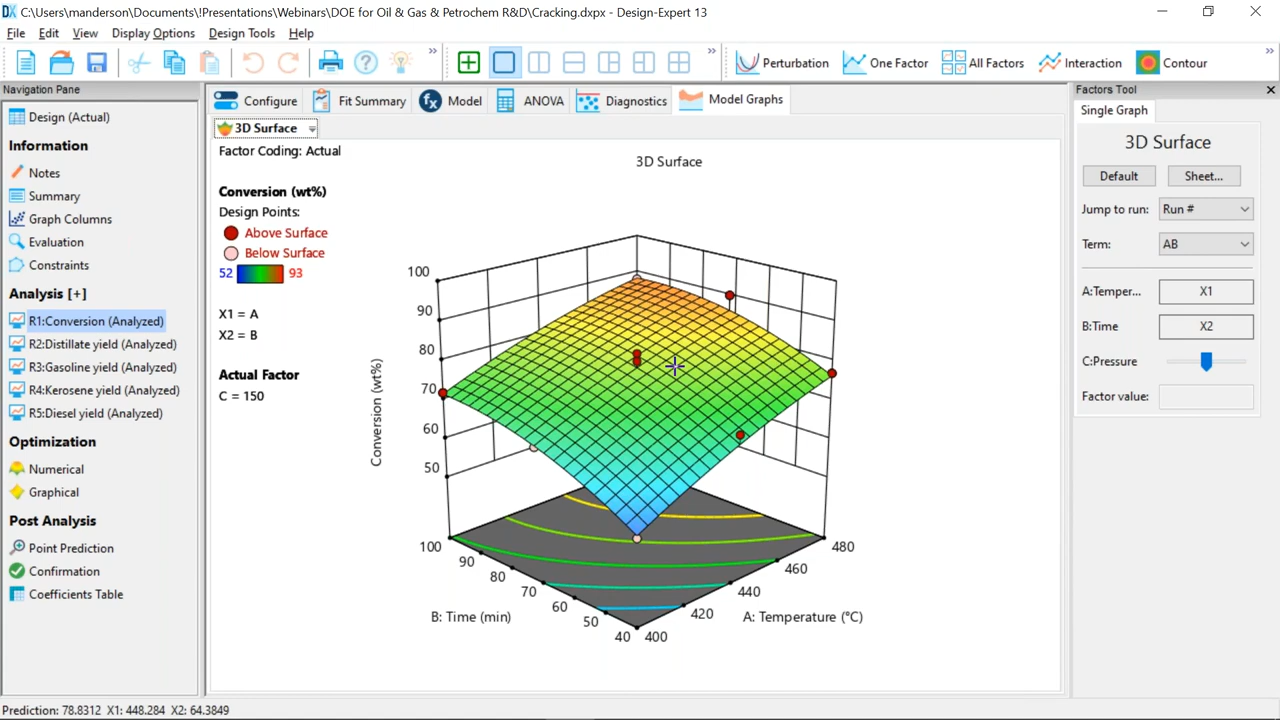 DX C:\Users\manderson\Documents\!Presentations\Webinars\DOE for Oil & Gas & Petrochem R&D\Cracking.dxpx - Design-Expert 13
File Edit View Display Options Design Tools Help
Perturbation One Factor All Factors Interaction Contour
Navigation Pane
Design (Actual)
Information
Notes
Summary
Graph Columns
Evaluation
Constraints
Analysis [+]
R1:Conversion (Analyzed)
R2:Distillate yield (Analyzed)
R3:Gasoline yield (Analyzed)
R4:Kerosene yield (Analyzed)
R5:Diesel yield (Analyzed)
Optimization
Numerical
Graphical
Post Analysis
Point Prediction
Confirmation
Coefficients Table
Configure Fit Summary fx Model ANOVA Diagnostics Model Graphs
3D Surface
Factor Coding: Actual
Conversion (wt%)
Design Points:
Above Surface
Below Surface
52 93
X1 = A
X2 = B
Actual Factor
C = 150
3D Surface
Conversion (wt%)
100
90
80
70
60
50
100
90
80
70
60
50
40
B: Time (min)
400
420
440
460
480
A: Temperature (°C)
Factors Tool
Single Graph
3D Surface
Default Sheet...
Jump to run: Run #
Term: AB
A:Temper... X1
B:Time X2
C:Pressure
Factor value:
Prediction: 78.8312 X1: 448.284 X2: 64.3849